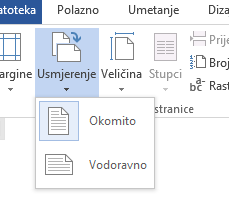 atoteka Polazno Umetanje Diza
argine Usmjerenje Veličina Stupci Prije
Broj
Rast
stranice
Okomito
Vodoravno